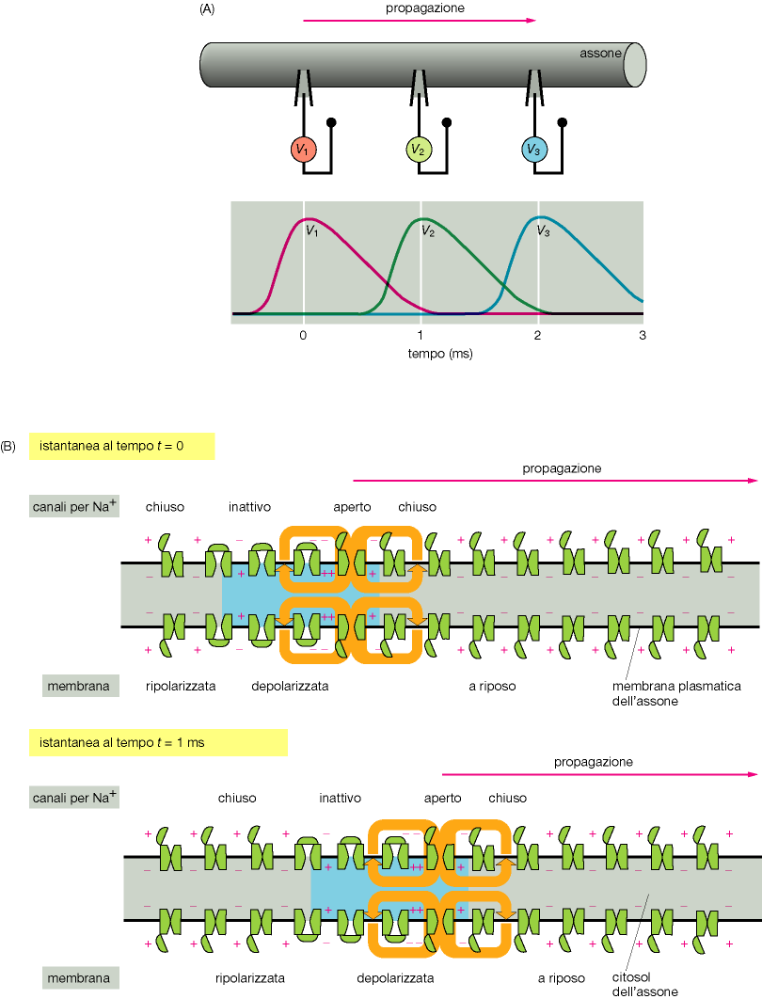 (A)
propagazione
assone
V1
V2
V3
V1
V2
V3
0 1 2 3
tempo (ms)
(B)
istantanea al tempo t = 0
propagazione
canali per Na+ chiuso inattivo aperto chiuso
membrana ripolarizzata depolarizzata a riposo membrana plasmatica
dell'assone
istantanea al tempo t = 1 ms
propagazione
canali per Na+ chiuso inattivo aperto chiuso
membrana ripolarizzata depolarizzata a riposo citosol
dell'assone